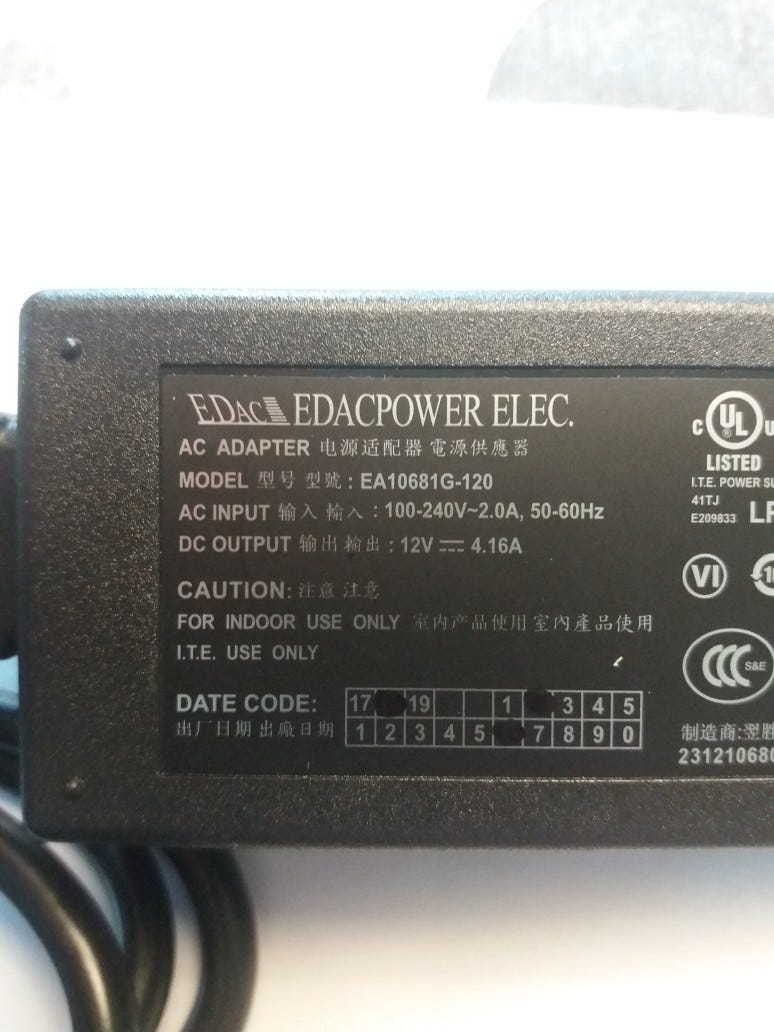 EDAC EDACPOWER ELEC.
AC ADAPTER 电源适配器 電源供應器
MODEL 型号 型號 : EA10681G-120
AC INPUT 输入 輸入 : 100-240V~2.0A, 50-60Hz
DC OUTPUT 输出 輸出 : 12V ⎓ 4.16A
CAUTION: 注意 注意
FOR INDOOR USE ONLY 室内产品使用 室內產品使用
I.T.E. USE ONLY
DATE CODE: 17 19 1 3 4 5
出厂日期 出廠日期 1 2 3 4 5 7 8 9 0
C UL ®
LISTED
I.T.E. POWER
41TJ
E209833
VI
10
CCC S&E
制造商:翌胜
23121068